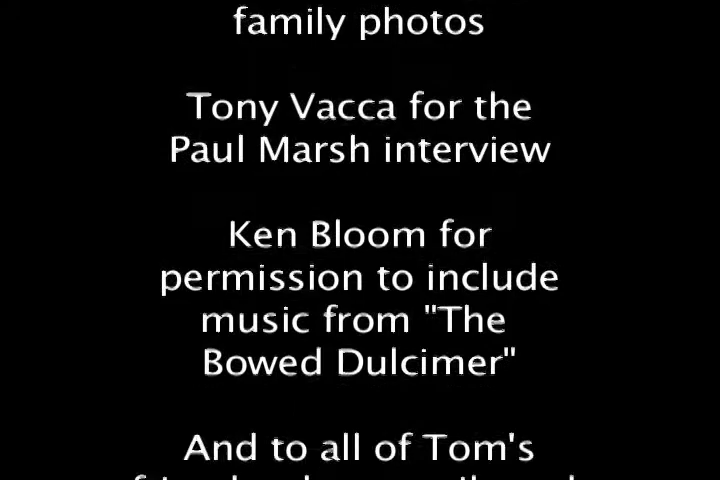 family photos
Tony Vacca for the
Paul Marsh interview
Ken Bloom for
permission to include
music from "The
Bowed Dulcimer"
And to all of Tom's